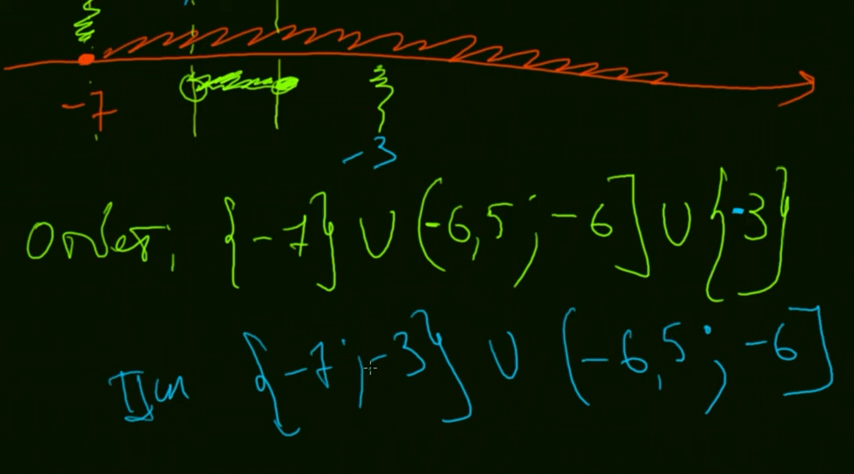 -7
-3
Ответ: {-7} ∪ (-6,5; -6] ∪ {-3}
Или {-7; -3} ∪ (-6,5; -6]